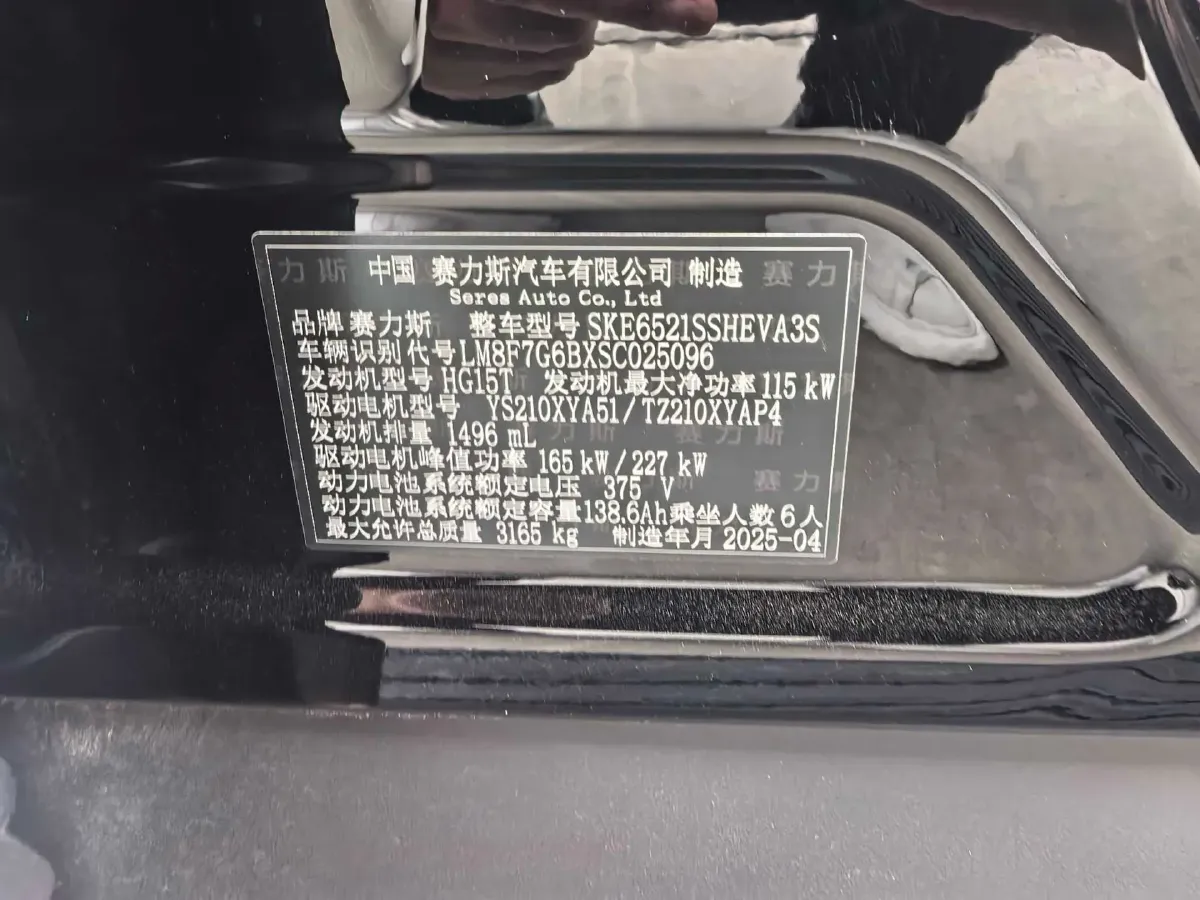 中国 赛力斯汽车有限公司 制造
Seres Auto Co., Ltd
品牌 赛力斯 整车型号 SKE6521SSHEVA3S
车辆识别代号 LM8F7G6BXSC025096
发动机型号 HG15T 发动机最大净功率 115 kW
驱动电机型号 YS210XYA51/TZ210XYAP4
发动机排量 1496 mL
驱动电机峰值功率 165 kW/227 kW
动力电池系统额定电压 375 V
动力电池系统额定容量 138.6Ah 乘坐人数 6人
最大允许总质量 3165 kg 制造年月 2025-04